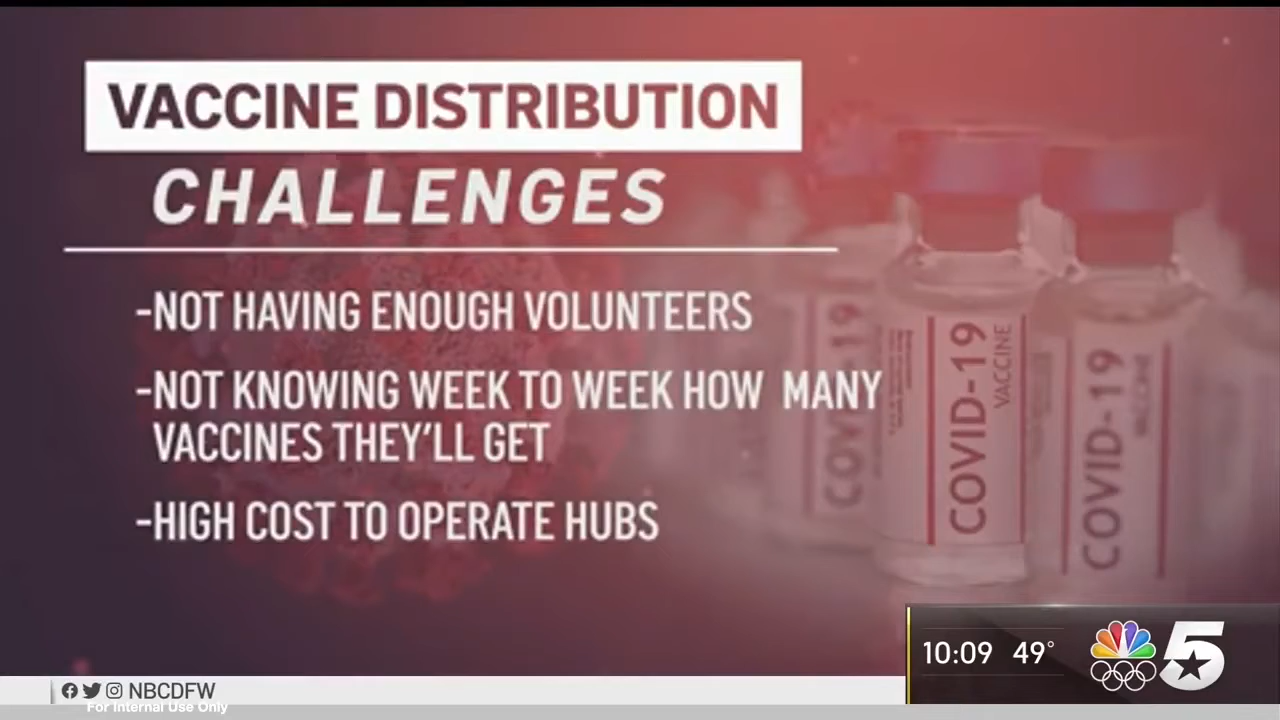 VACCINE DISTRIBUTION
CHALLENGES
-NOT HAVING ENOUGH VOLUNTEERS
-NOT KNOWING WEEK TO WEEK HOW MANY
VACCINES THEY'LL GET
-HIGH COST TO OPERATE HUBS
COVID-19
COVID-19
VACCINE
COVID-19
VACCINE
10:09 49°
5
NBCDFW
For Internal Use Only